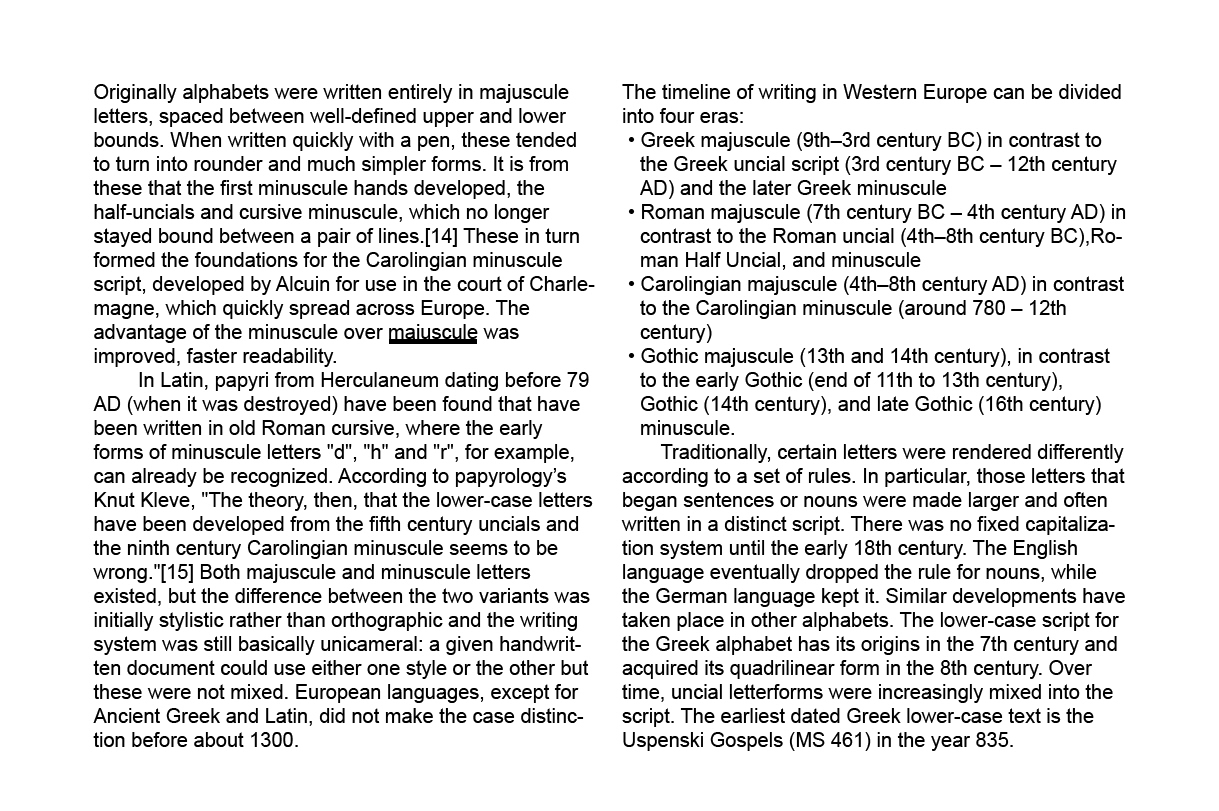 Originally alphabets were written entirely in majuscule
letters, spaced between well-defined upper and lower
bounds. When written quickly with a pen, these tended
to turn into rounder and much simpler forms. It is from
these that the first minuscule hands developed, the
half-uncials and cursive minuscule, which no longer
stayed bound between a pair of lines.[14] These in turn
formed the foundations for the Carolingian minuscule
script, developed by Alcuin for use in the court of Charle-
magne, which quickly spread across Europe. The
advantage of the minuscule over majuscule was
improved, faster readability.
In Latin, papyri from Herculaneum dating before 79
AD (when it was destroyed) have been found that have
been written in old Roman cursive, where the early
forms of minuscule letters "d", "h" and "r", for example,
can already be recognized. According to papyrology’s
Knut Kleve, "The theory, then, that the lower-case letters
have been developed from the fifth century uncials and
the ninth century Carolingian minuscule seems to be
wrong."[15] Both majuscule and minuscule letters
existed, but the difference between the two variants was
initially stylistic rather than orthographic and the writing
system was still basically unicameral: a given handwrit-
ten document could use either one style or the other but
these were not mixed. European languages, except for
Ancient Greek and Latin, did not make the case distinc-
tion before about 1300.
The timeline of writing in Western Europe can be divided
into four eras:
• Greek majuscule (9th–3rd century BC) in contrast to
the Greek uncial script (3rd century BC – 12th century
AD) and the later Greek minuscule
• Roman majuscule (7th century BC – 4th century AD) in
contrast to the Roman uncial (4th–8th century BC),Ro-
man Half Uncial, and minuscule
• Carolingian majuscule (4th–8th century AD) in contrast
to the Carolingian minuscule (around 780 – 12th
century)
• Gothic majuscule (13th and 14th century), in contrast
to the early Gothic (end of 11th to 13th century),
Gothic (14th century), and late Gothic (16th century)
minuscule.
Traditionally, certain letters were rendered differently
according to a set of rules. In particular, those letters that
began sentences or nouns were made larger and often
written in a distinct script. There was no fixed capitaliza-
tion system until the early 18th century. The English
language eventually dropped the rule for nouns, while
the German language kept it. Similar developments have
taken place in other alphabets. The lower-case script for
the Greek alphabet has its origins in the 7th century and
acquired its quadrilinear form in the 8th century. Over
time, uncial letterforms were increasingly mixed into the
script. The earliest dated Greek lower-case text is the
Uspenski Gospels (MS 461) in the year 835.